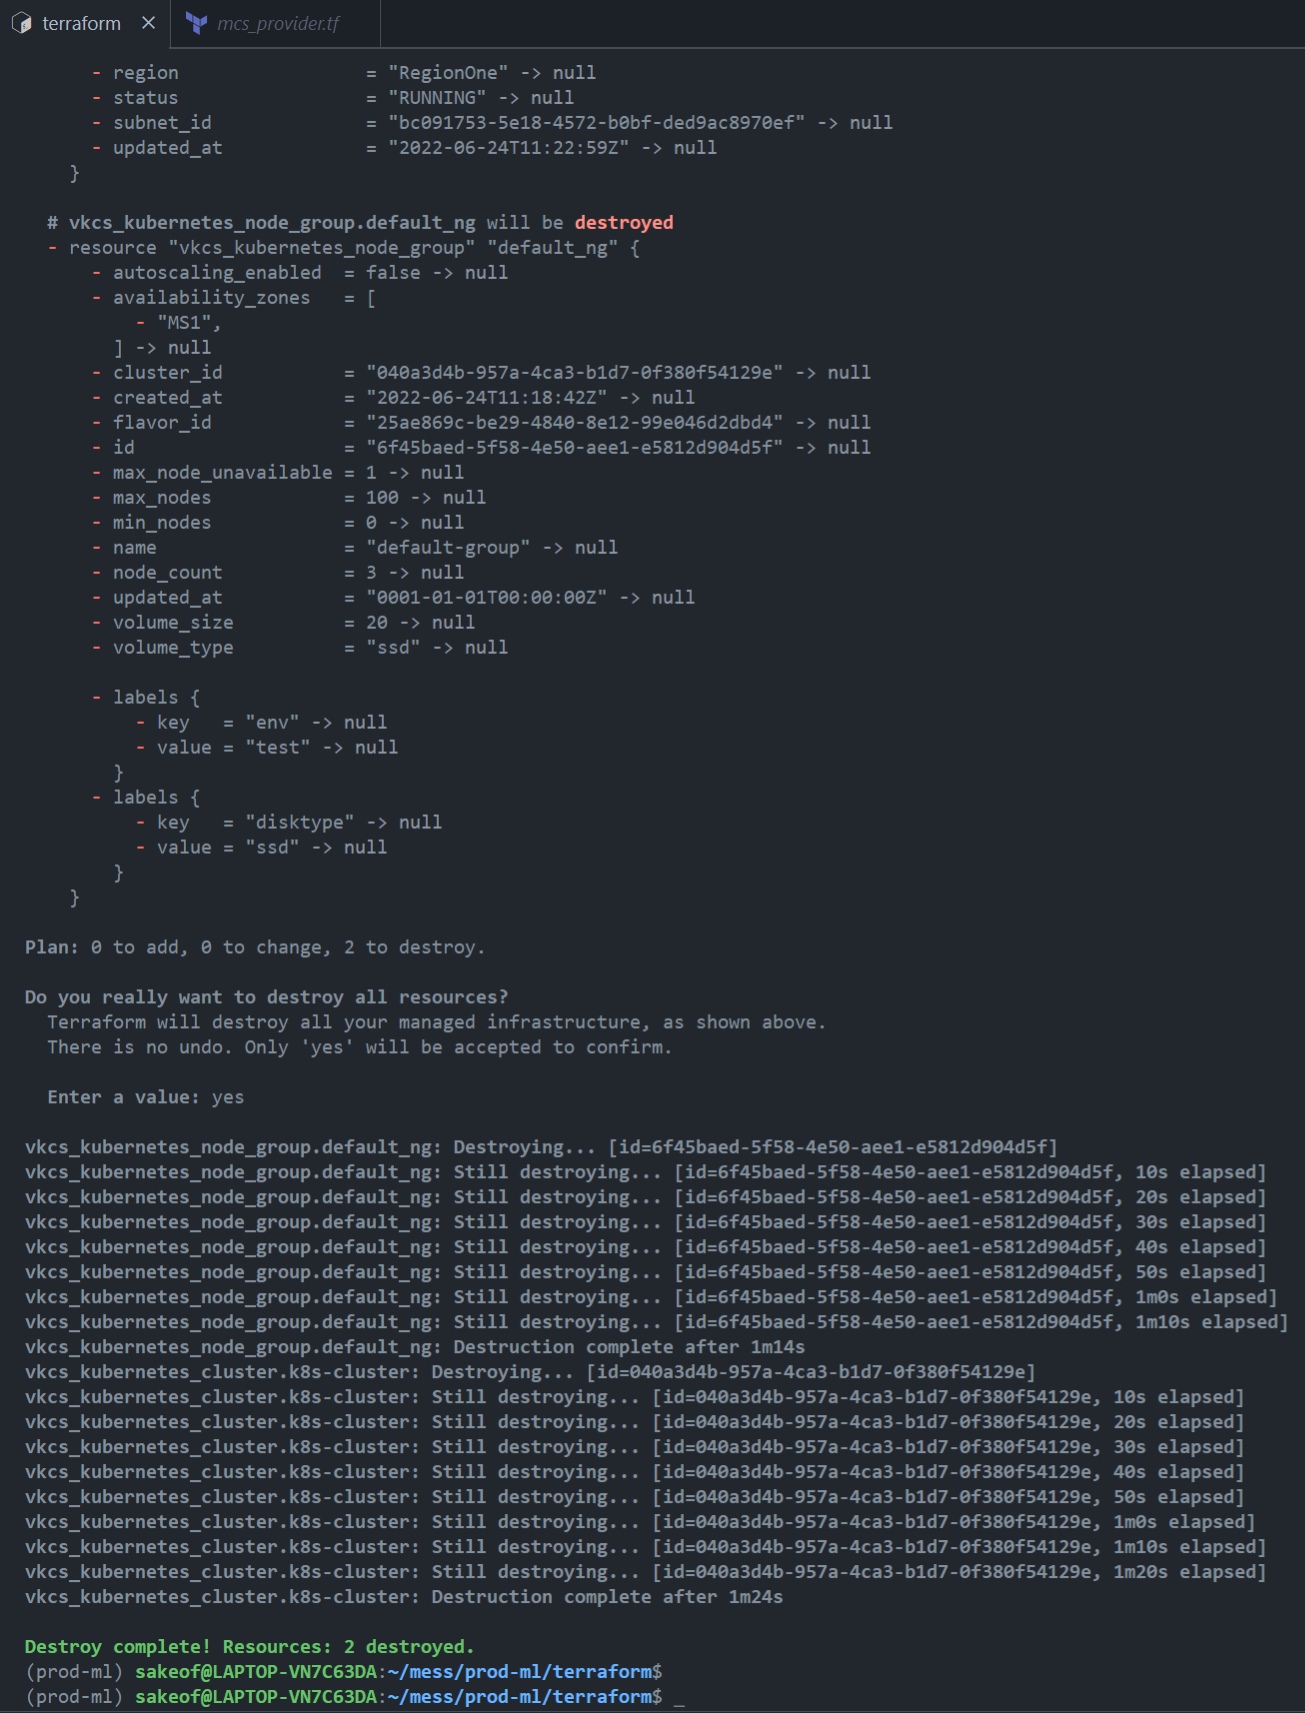 terraform × mcs_provider.tf
- region = "RegionOne" -> null
- status = "RUNNING" -> null
- subnet_id = "bc091753-5e18-4572-b0bf-ded9ac8970ef" -> null
- updated_at = "2022-06-24T11:22:59Z" -> null
}
# vkcs_kubernetes_node_group.default_ng will be destroyed
- resource "vkcs_kubernetes_node_group" "default_ng" {
- autoscaling_enabled = false -> null
- availability_zones = [
- "MS1",
] -> null
- cluster_id = "040a3d4b-957a-4ca3-b1d7-0f380f54129e" -> null
- created_at = "2022-06-24T11:18:42Z" -> null
- flavor_id = "25ae869c-be29-4840-8e12-99e046d2dbd4" -> null
- id = "6f45baed-5f58-4e50-aee1-e5812d904d5f" -> null
- max_node_unavailable = 1 -> null
- max_nodes = 100 -> null
- min_nodes = 0 -> null
- name = "default-group" -> null
- node_count = 3 -> null
- updated_at = "0001-01-01T00:00:00Z" -> null
- volume_size = 20 -> null
- volume_type = "ssd" -> null
- labels {
- key = "env" -> null
- value = "test" -> null
}
- labels {
- key = "disktype" -> null
- value = "ssd" -> null
}
}
Plan: 0 to add, 0 to change, 2 to destroy.
Do you really want to destroy all resources?
Terraform will destroy all your managed infrastructure, as shown above.
There is no undo. Only 'yes' will be accepted to confirm.
Enter a value: yes
vkcs_kubernetes_node_group.default_ng: Destroying... [id=6f45baed-5f58-4e50-aee1-e5812d904d5f]
vkcs_kubernetes_node_group.default_ng: Still destroying... [id=6f45baed-5f58-4e50-aee1-e5812d904d5f, 10s elapsed]
vkcs_kubernetes_node_group.default_ng: Still destroying... [id=6f45baed-5f58-4e50-aee1-e5812d904d5f, 20s elapsed]
vkcs_kubernetes_node_group.default_ng: Still destroying... [id=6f45baed-5f58-4e50-aee1-e5812d904d5f, 30s elapsed]
vkcs_kubernetes_node_group.default_ng: Still destroying... [id=6f45baed-5f58-4e50-aee1-e5812d904d5f, 40s elapsed]
vkcs_kubernetes_node_group.default_ng: Still destroying... [id=6f45baed-5f58-4e50-aee1-e5812d904d5f, 50s elapsed]
vkcs_kubernetes_node_group.default_ng: Still destroying... [id=6f45baed-5f58-4e50-aee1-e5812d904d5f, 1m0s elapsed]
vkcs_kubernetes_node_group.default_ng: Still destroying... [id=6f45baed-5f58-4e50-aee1-e5812d904d5f, 1m10s elapsed]
vkcs_kubernetes_node_group.default_ng: Destruction complete after 1m14s
vkcs_kubernetes_cluster.k8s-cluster: Destroying... [id=040a3d4b-957a-4ca3-b1d7-0f380f54129e]
vkcs_kubernetes_cluster.k8s-cluster: Still destroying... [id=040a3d4b-957a-4ca3-b1d7-0f380f54129e, 10s elapsed]
vkcs_kubernetes_cluster.k8s-cluster: Still destroying... [id=040a3d4b-957a-4ca3-b1d7-0f380f54129e, 20s elapsed]
vkcs_kubernetes_cluster.k8s-cluster: Still destroying... [id=040a3d4b-957a-4ca3-b1d7-0f380f54129e, 30s elapsed]
vkcs_kubernetes_cluster.k8s-cluster: Still destroying... [id=040a3d4b-957a-4ca3-b1d7-0f380f54129e, 40s elapsed]
vkcs_kubernetes_cluster.k8s-cluster: Still destroying... [id=040a3d4b-957a-4ca3-b1d7-0f380f54129e, 50s elapsed]
vkcs_kubernetes_cluster.k8s-cluster: Still destroying... [id=040a3d4b-957a-4ca3-b1d7-0f380f54129e, 1m0s elapsed]
vkcs_kubernetes_cluster.k8s-cluster: Still destroying... [id=040a3d4b-957a-4ca3-b1d7-0f380f54129e, 1m10s elapsed]
vkcs_kubernetes_cluster.k8s-cluster: Still destroying... [id=040a3d4b-957a-4ca3-b1d7-0f380f54129e, 1m20s elapsed]
vkcs_kubernetes_cluster.k8s-cluster: Destruction complete after 1m24s
Destroy complete! Resources: 2 destroyed.
(prod-ml) sakeof@LAPTOP-VN7C63DA:~/mess/prod-ml/terraform$
(prod-ml) sakeof@LAPTOP-VN7C63DA:~/mess/prod-ml/terraform$ _